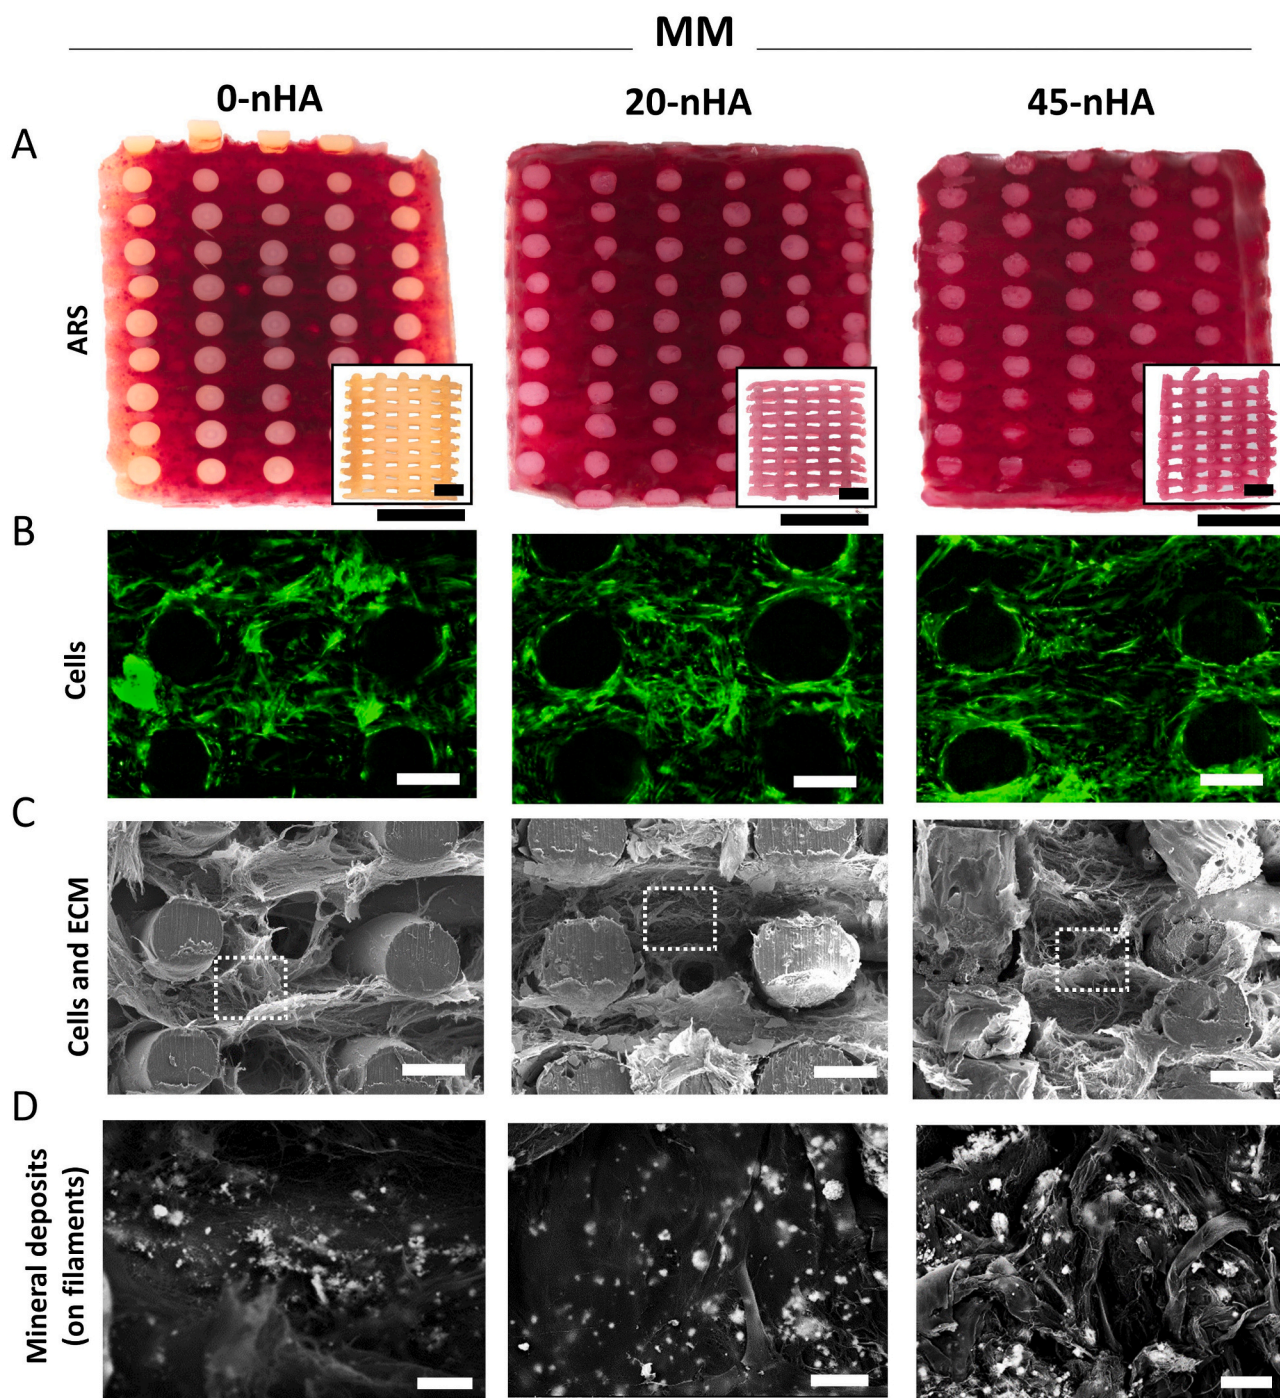 MM
0-nHA
20-nHA
45-nHA
A
ARS
B
Cells
C
Cells and ECM
D
Mineral deposits
(on filaments)